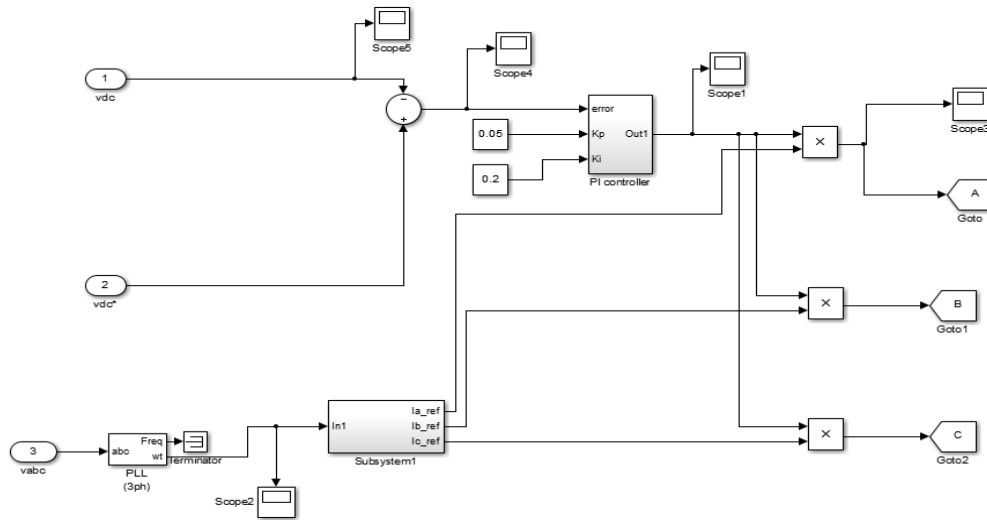 Scope5
1
vdc
−
+
Scope4
0.05
0.2
error
Kp
Ki
Out1
PI controller
Scope1
×
Scope3
A
Goto
2
vdc*
×
B
Goto1
3
vabc
abc
Freq
wt
PLL
(3ph)
Terminator
Scope2
In1
Ia_ref
Ib_ref
Ic_ref
Subsystem1
×
C
Goto2